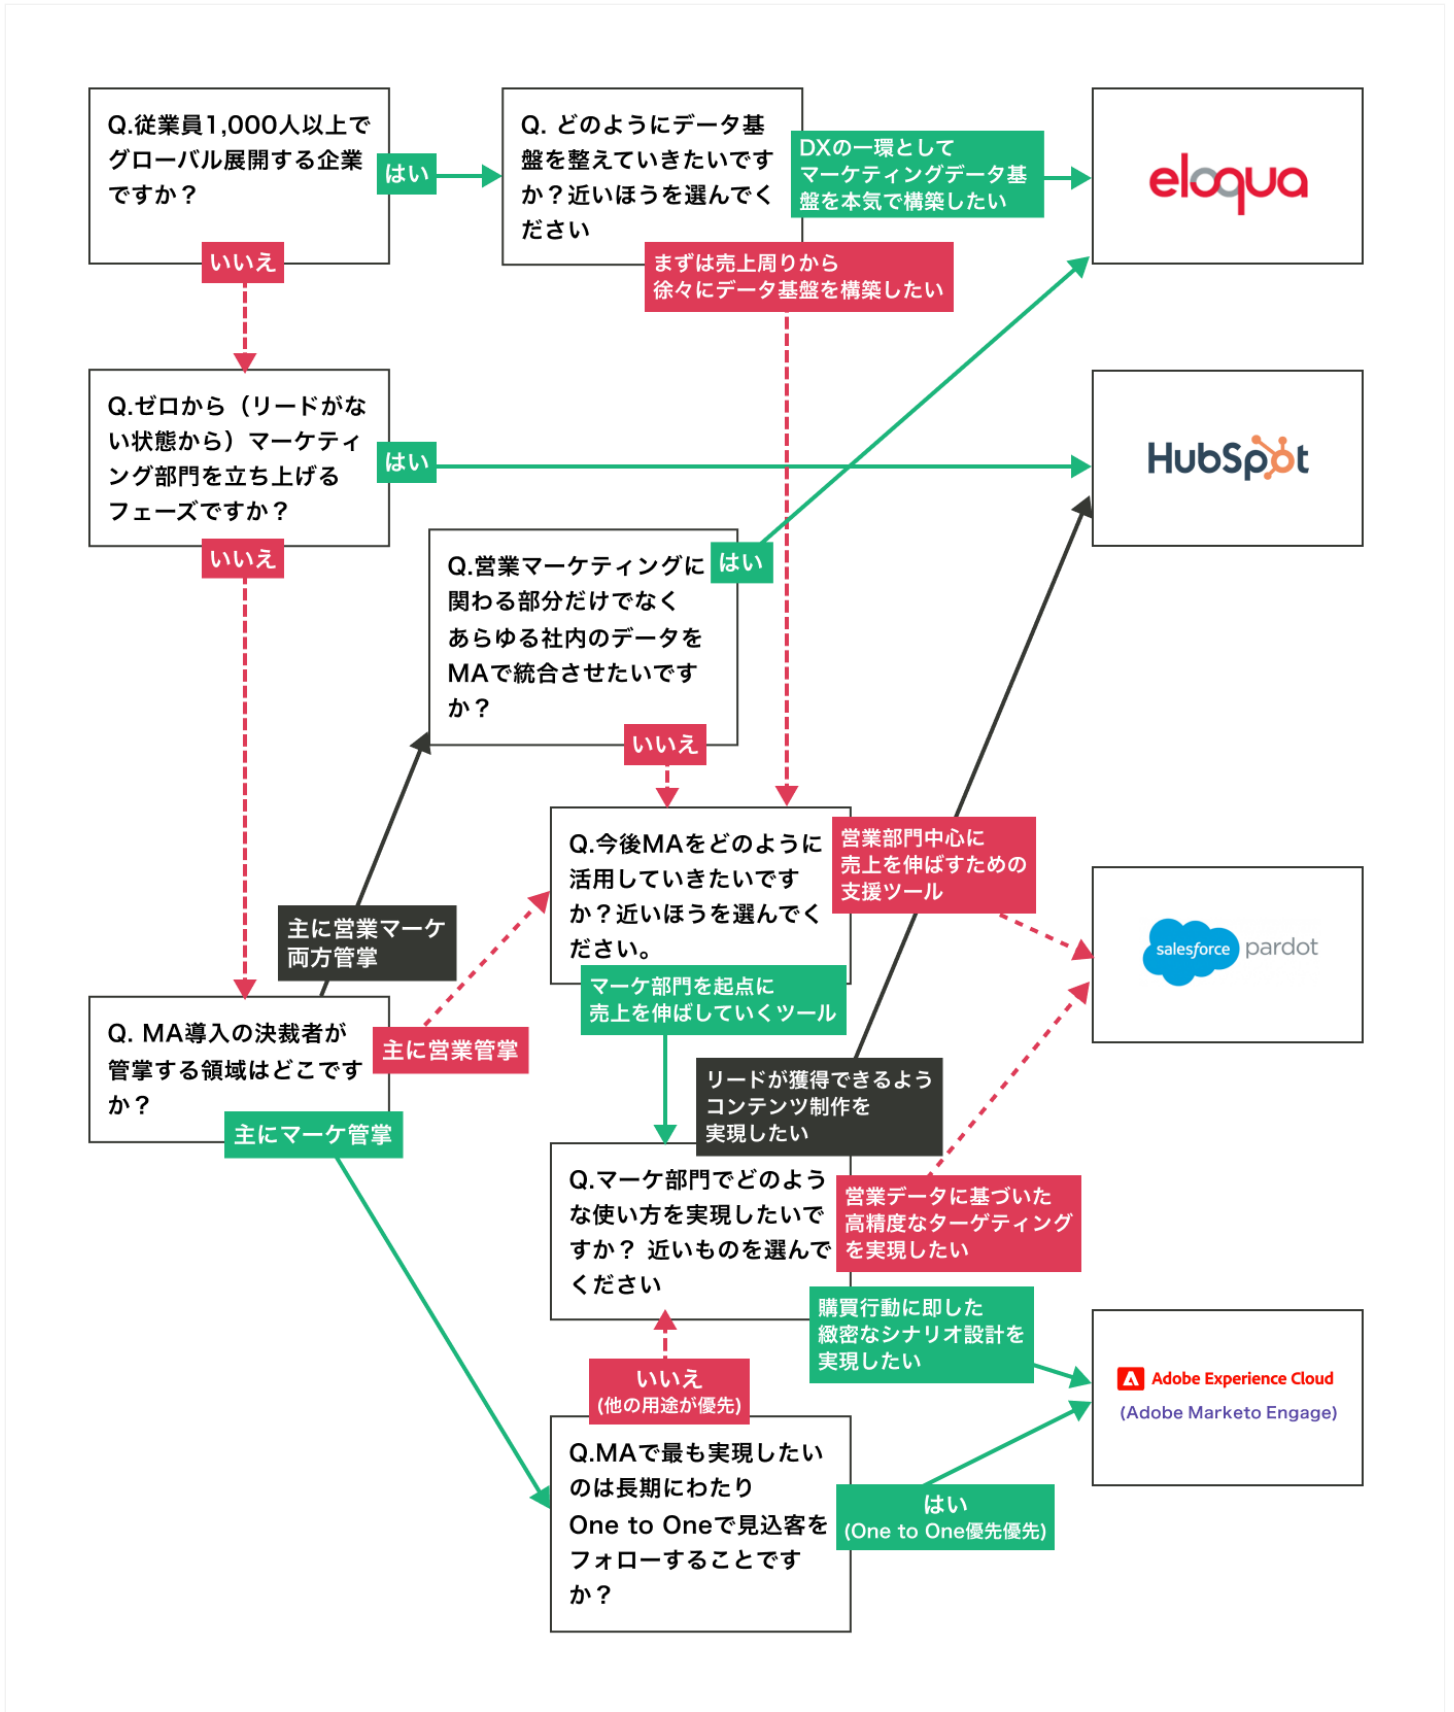 Q.従業員1,000人以上で
グローバル展開する企業
ですか？
はい
いいえ
Q. どのようにデータ基
盤を整えていきたいです
か？近いほうを選んでく
ださい
DXの一環として
マーケティングデータ基
盤を本気で構築したい
まずは売上周りから
徐々にデータ基盤を構築したい
eloqua
Q.ゼロから（リードがな
い状態から）マーケティ
ング部門を立ち上げる
フェーズですか？
はい
いいえ
HubSpot
Q.営業マーケティングに
関わる部分だけでなく
あらゆる社内のデータを
MAで統合させたいです
か？
はい
いいえ
Q.今後MAをどのように
活用していきたいです
か？近いほうを選んでく
ださい。
営業部門中心に
売上を伸ばすための
支援ツール
マーケ部門を起点に
売上を伸ばしていくツール
salesforce pardot
主に営業マーケ
両方管掌
Q. MA導入の決裁者が
管掌する領域はどこです
か？
主に営業管掌
主にマーケ管掌
リードが獲得できるよう
コンテンツ制作を
実現したい
Q.マーケ部門でどのよう
な使い方を実現したいで
すか？ 近いものを選んで
ください
営業データに基づいた
高精度なターゲティング
を実現したい
購買行動に即した
緻密なシナリオ設計を
実現したい
Adobe Experience Cloud
(Adobe Marketo Engage)
いいえ
(他の用途が優先)
Q.MAで最も実現したい
のは長期にわたり
One to Oneで見込客を
フォローすることです
か？
はい
(One to One優先優先)